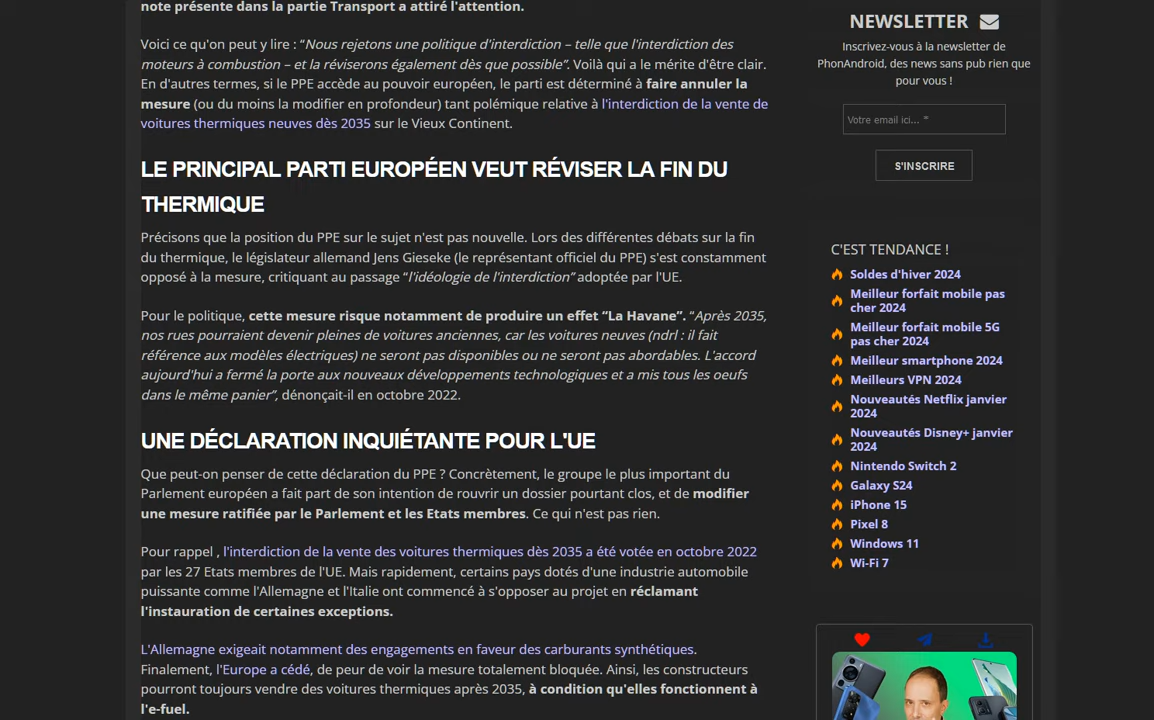 note présente dans la partie Transport a attiré l'attention.
Voici ce qu'on peut y lire : “Nous rejetons une politique d'interdiction – telle que l'interdiction des
moteurs à combustion – et la réviserons également dès que possible”. Voilà qui a le mérite d'être clair.
En d'autres termes, si le PPE accède au pouvoir européen, le parti est déterminé à faire annuler la
mesure (ou du moins la modifier en profondeur) tant polémique relative à l'interdiction de la vente de
voitures thermiques neuves dès 2035 sur le Vieux Continent.
LE PRINCIPAL PARTI EUROPÉEN VEUT RÉVISER LA FIN DU
THERMIQUE
Précisons que la position du PPE sur le sujet n'est pas nouvelle. Lors des différentes débats sur la fin
du thermique, le législateur allemand Jens Gieseke (le représentant officiel du PPE) s'est constamment
opposé à la mesure, critiquant au passage “l'idéologie de l'interdiction” adoptée par l'UE.
Pour le politique, cette mesure risque notamment de produire un effet “La Havane”. “Après 2035,
nos rues pourraient devenir pleines de voitures anciennes, car les voitures neuves (ndrl : il fait
référence aux modèles électriques) ne seront pas disponibles ou ne seront pas abordables. L'accord
aujourd'hui a fermé la porte aux nouveaux développements technologiques et a mis tous les oeufs
dans le même panier”, dénonçait-il en octobre 2022.
UNE DÉCLARATION INQUIÉTANTE POUR L'UE
Que peut-on penser de cette déclaration du PPE ? Concrètement, le groupe le plus important du
Parlement européen a fait part de son intention de rouvrir un dossier pourtant clos, et de modifier
une mesure ratifiée par le Parlement et les Etats membres. Ce qui n'est pas rien.
Pour rappel , l'interdiction de la vente des voitures thermiques dès 2035 a été votée en octobre 2022
par les 27 Etats membres de l'UE. Mais rapidement, certains pays dotés d'une industrie automobile
puissante comme l'Allemagne et l'Italie ont commencé à s'opposer au projet en réclamant
l'instauration de certaines exceptions.
L'Allemagne exigeait notamment des engagements en faveur des carburants synthétiques.
Finalement, l'Europe a cédé, de peur de voir la mesure totalement bloquée. Ainsi, les constructeurs
pourront toujours vendre des voitures thermiques après 2035, à condition qu'elles fonctionnent à
l'e-fuel.
NEWSLETTER
Inscrivez-vous à la newsletter de
PhonAndroid, des news sans pub rien que
pour vous !
Votre email ici... *
S'INSCRIRE
C'EST TENDANCE !
Soldes d'hiver 2024
Meilleur forfait mobile pas
cher 2024
Meilleur forfait mobile 5G
pas cher 2024
Meilleur smartphone 2024
Meilleurs VPN 2024
Nouveautés Netflix janvier
2024
Nouveautés Disney+ janvier
2024
Nintendo Switch 2
Galaxy S24
iPhone 15
Pixel 8
Windows 11
Wi-Fi 7